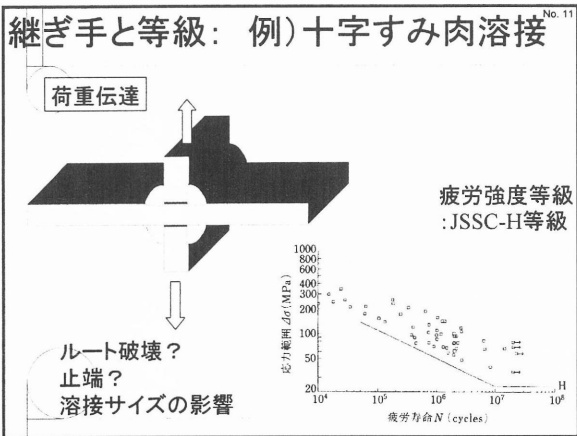 No. 11
継ぎ手と等級: 例)十字すみ肉溶接
荷重伝達
疲労強度等級
:JSSC-H等級
ルート破壊?
止端?
溶接サイズの影響
応力範囲 Δσ (MPa)
1000
800
600
400
300
200
100
50
20
H
10⁴ 10⁵ 10⁶ 10⁷ 10⁸
疲労寿命 N (cycles)